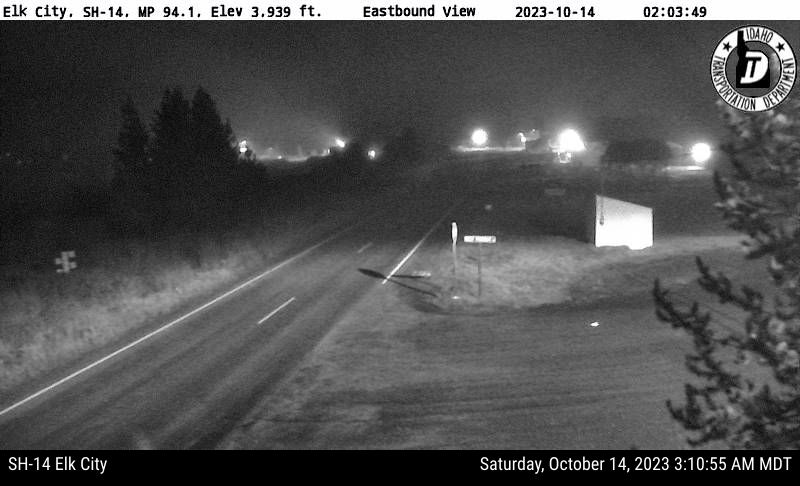 Elk City, SH-14, MP 94.1, Elev 3,939 ft. Eastbound View 2023-10-14 02:03:49
IDAHO
TRANSPORTATION DEPARTMENT
SH-14 Elk City Saturday, October 14, 2023 3:10:55 AM MDT